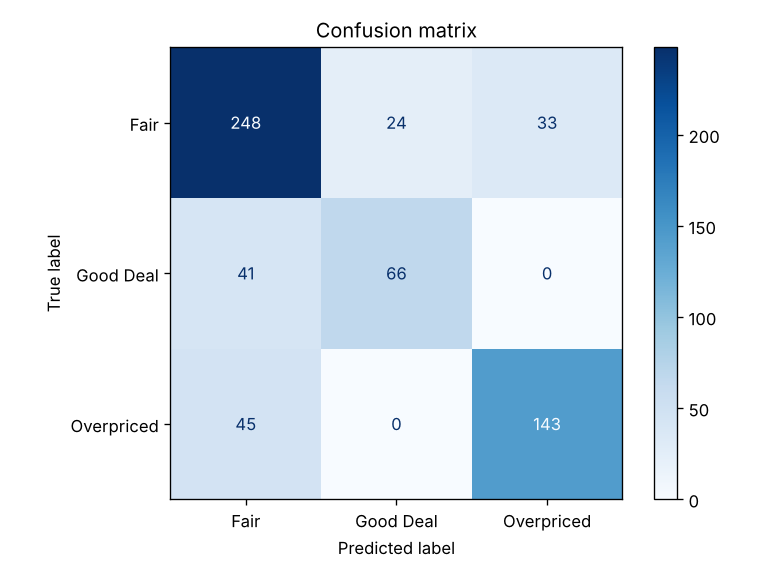 Confusion matrix
Fair 248 24 33
Good Deal 41 66 0
Overpriced 45 0 143
Fair Good Deal Overpriced
Predicted label
True label
200
150
100
50
0